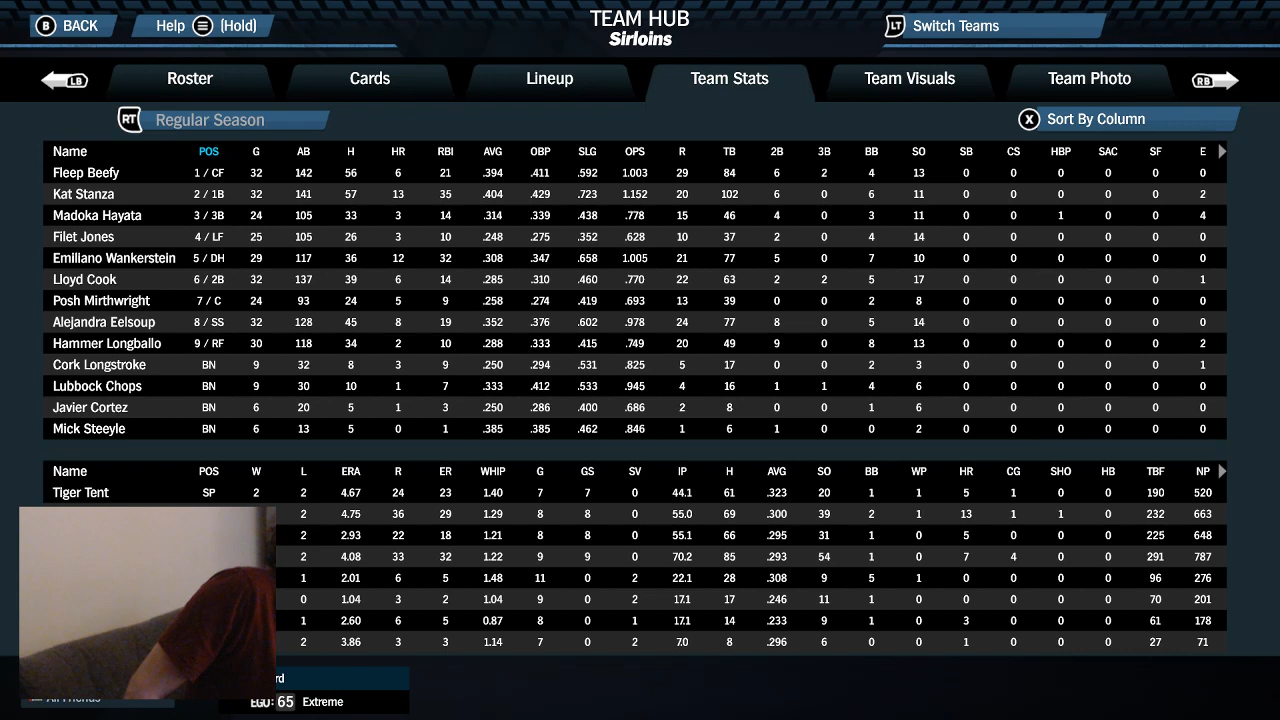 B BACK Help (Hold) TEAM HUB LT Switch Teams
Sirloins
LB Roster Cards Lineup Team Stats Team Visuals Team Photo RB
RT Regular Season X Sort By Column
Name POS G AB H HR RBI AVG OBP SLG OPS R TB 2B 3B BB SO SB CS HBP SAC SF E
Fleep Beefy 1 / CF 32 142 56 6 21 .394 .411 .592 1.003 29 84 6 2 4 13 0 0 0 0 0 0
Kat Stanza 2 / 1B 32 141 57 13 35 .404 .429 .723 1.152 20 102 6 0 6 11 0 0 0 0 0 2
Madoka Hayata 3 / 3B 24 105 33 3 14 .314 .339 .438 .778 15 46 4 0 3 11 0 0 1 0 0 4
Filet Jones 4 / LF 25 105 26 3 10 .248 .275 .352 .628 10 37 2 0 4 14 0 0 0 0 0 0
Emiliano Wankerstein 5 / DH 29 117 36 12 32 .308 .347 .658 1.005 21 77 5 0 7 10 0 0 0 0 0 0
Lloyd Cook 6 / 2B 32 137 39 6 14 .285 .310 .460 .770 22 63 2 2 5 17 0 0 0 0 0 1
Posh Mirthwright 7 / C 24 93 24 5 9 .258 .274 .419 .693 13 39 0 0 2 8 0 0 0 0 0 0
Alejandra Eelsoup 8 / SS 32 128 45 8 19 .352 .376 .602 .978 24 77 8 0 5 14 0 0 0 0 0 0
Hammer Longballo 9 / RF 30 118 34 2 10 .288 .333 .415 .749 20 49 9 0 8 13 0 0 0 0 0 2
Cork Longstroke BN 9 32 8 3 9 .250 .294 .531 .825 5 17 0 0 2 3 0 0 0 0 0 1
Lubbock Chops BN 9 30 10 1 7 .333 .412 .533 .945 4 16 1 1 4 6 0 0 0 0 0 0
Javier Cortez BN 6 20 5 1 3 .250 .286 .400 .686 2 8 0 0 1 6 0 0 0 0 0 0
Mick Steeyle BN 6 13 5 0 1 .385 .385 .462 .846 1 6 1 0 0 2 0 0 0 0 0 0
Name POS W L ERA R ER WHIP G GS SV IP H AVG SO BB WP HR CG SHO HB TBF NP
Tiger Tent SP 2 2 4.67 24 23 1.40 7 7 0 44.1 61 .323 20 1 1 5 1 0 0 190 520
2 4.75 36 29 1.29 8 8 0 55.0 69 .300 39 2 1 13 1 1 0 232 663
2 2.93 22 18 1.21 8 8 0 55.1 66 .295 31 1 0 5 0 0 0 225 648
2 4.08 33 32 1.22 9 9 0 70.2 85 .293 54 1 0 7 4 0 0 291 787
1 2.01 6 5 1.48 11 0 2 22.1 28 .308 9 5 1 0 0 0 0 96 276
0 1.04 3 2 1.04 9 0 2 17.1 17 .246 11 1 0 0 0 0 0 70 201
1 2.60 6 5 0.87 8 0 1 17.1 14 .233 9 1 0 3 0 0 0 61 178
2 3.86 3 3 1.14 7 0 2 7.0 8 .296 6 0 0 1 0 0 0 27 71
rd
EGO: 65 Extreme